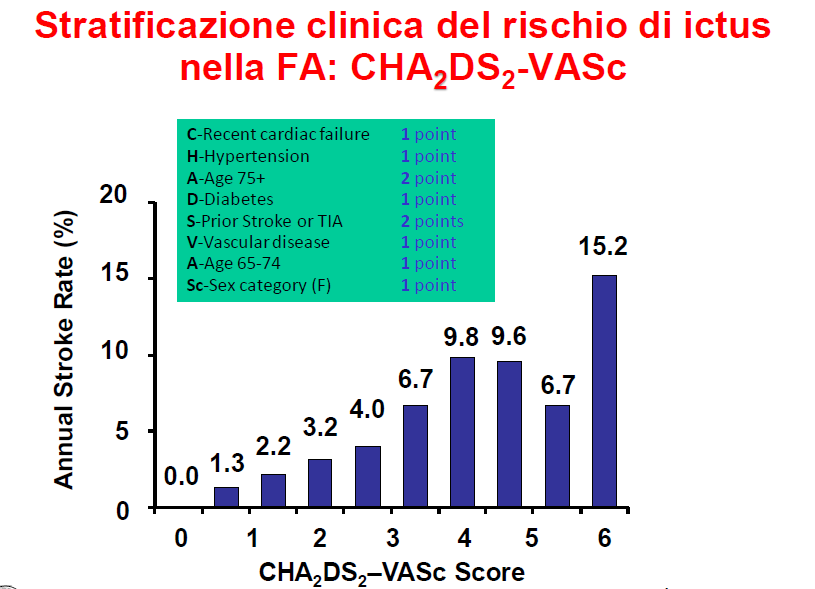 Stratificazione clinica del rischio di ictus
nella FA: CHA₂DS₂-VASc
C-Recent cardiac failure 1 point
H-Hypertension 1 point
A-Age 75+ 2 point
D-Diabetes 1 point
S-Prior Stroke or TIA 2 points
V-Vascular disease 1 point
A-Age 65-74 1 point
Sc-Sex category (F) 1 point
Annual Stroke Rate (%)
20
15
10
5
0
0.0
1.3
2.2
3.2
4.0
6.7
9.8
9.6
6.7
15.2
0 1 2 3 4 5 6
CHA₂DS₂–VASc Score